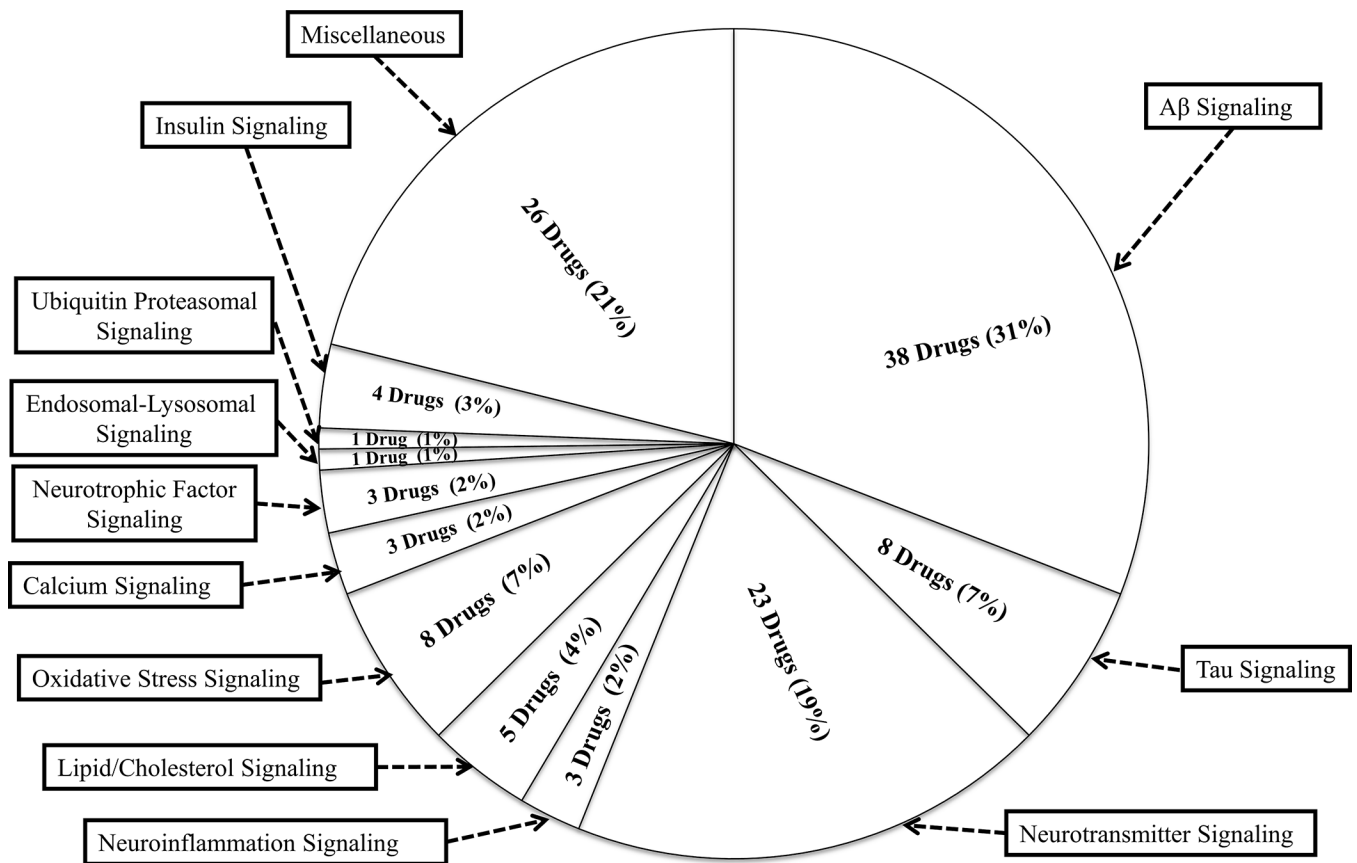 Miscellaneous
Aβ Signaling
Insulin Signaling
26 Drugs (21%)
Ubiquitin Proteasomal
Signaling
38 Drugs (31%)
4 Drugs (3%)
Endosomal-Lysosomal
Signaling
1 Drug (1%)
1 Drug (1%)
Neurotrophic Factor
Signaling
3 Drugs (2%)
3 Drugs (2%)
Calcium Signaling
8 Drugs (7%)
8 Drugs (7%)
23 Drugs (19%)
5 Drugs (4%)
3 Drugs (2%)
Oxidative Stress Signaling
Tau Signaling
Lipid/Cholesterol Signaling
Neuroinflammation Signaling
Neurotransmitter Signaling